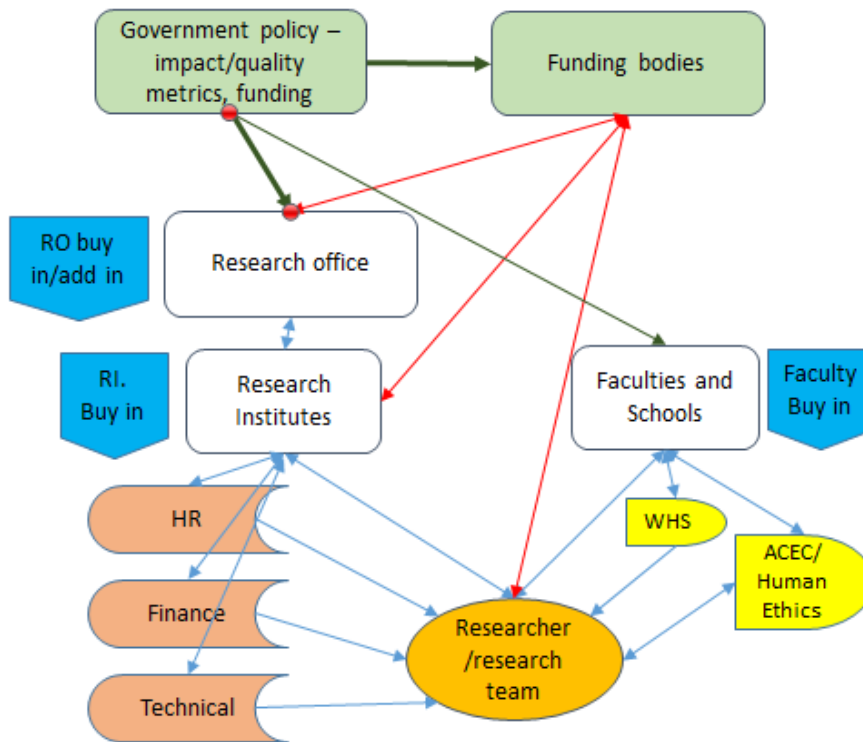 Government policy –
impact/quality
metrics, funding
Funding bodies
RO buy
in/add in
Research office
RI.
Buy in
Research
Institutes
Faculties and
Schools
Faculty
Buy in
HR
WHS
ACEC/
Human
Ethics
Finance
Researcher
/research
team
Technical